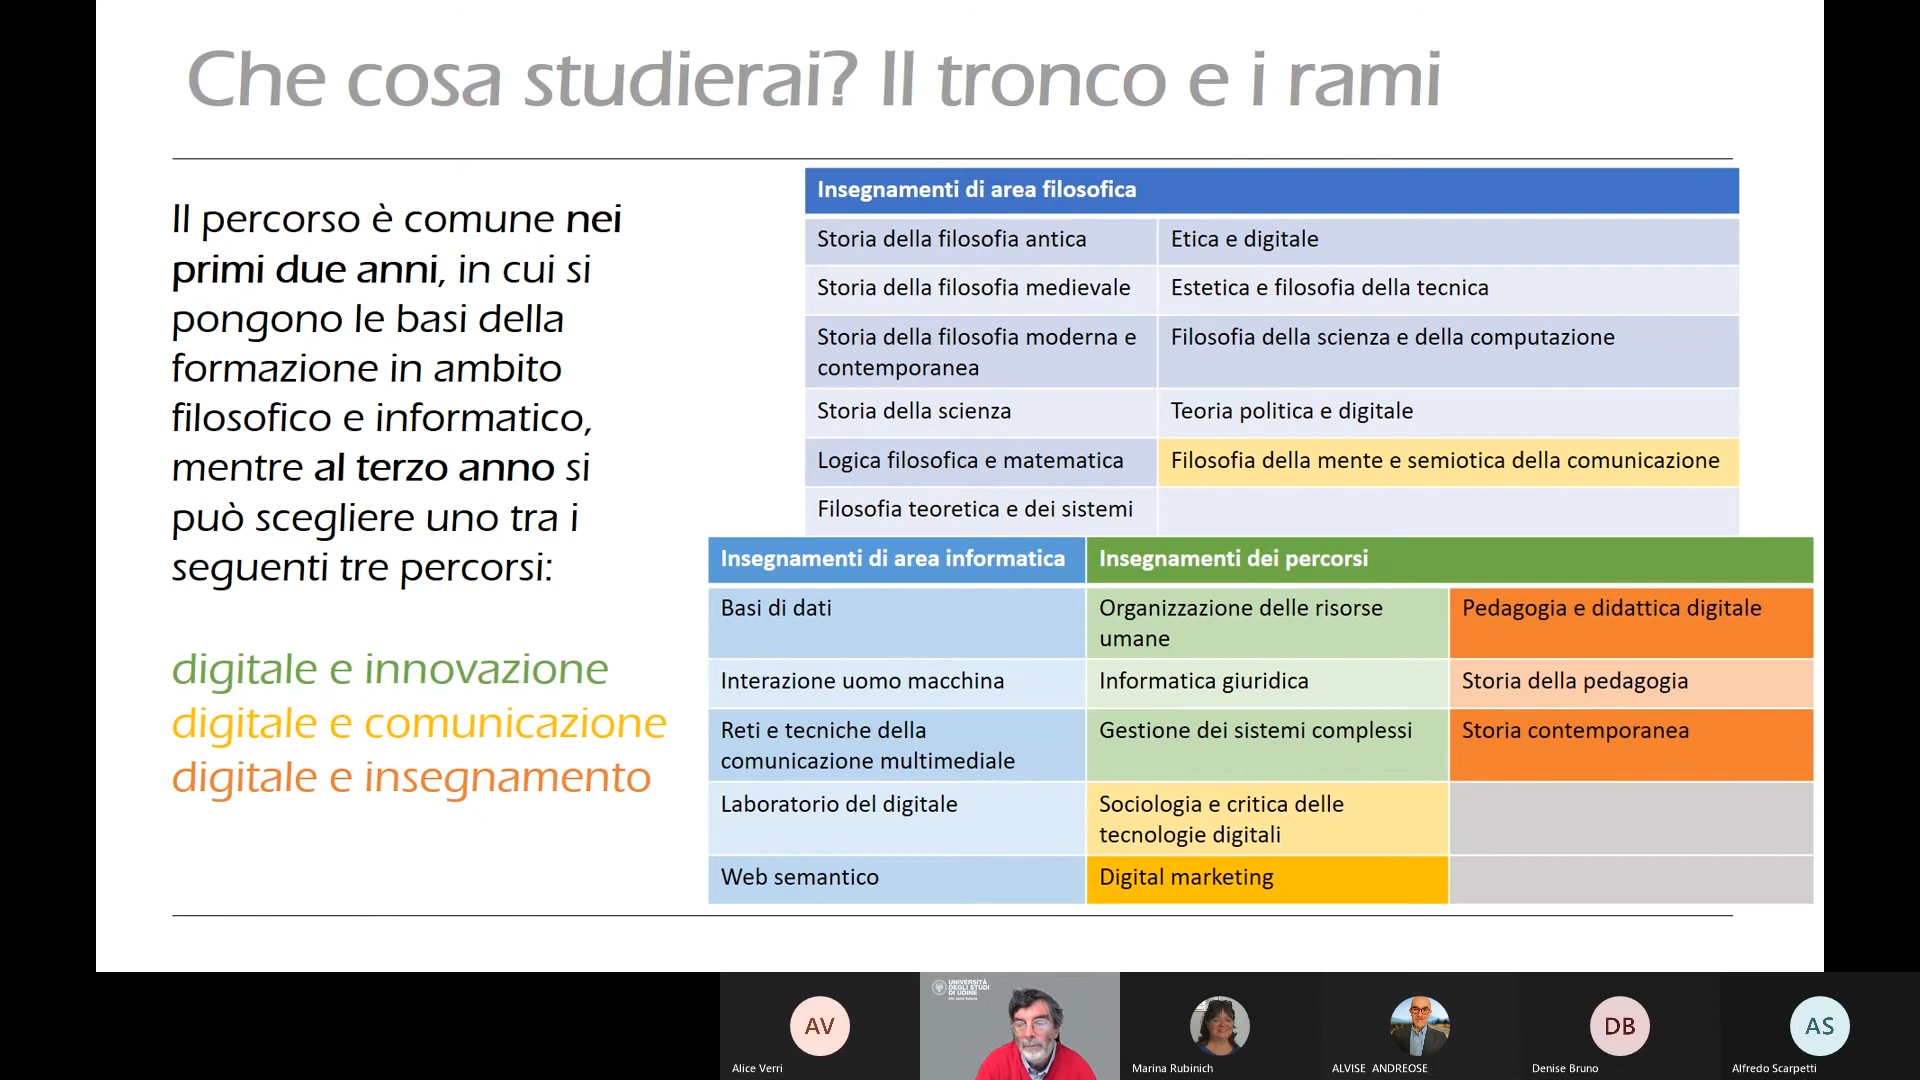 Che cosa studierai? Il tronco e i rami
Il percorso è comune nei
primi due anni, in cui si
pongono le basi della
formazione in ambito
filosofico e informatico,
mentre al terzo anno si
può scegliere uno tra i
seguenti tre percorsi:
digitale e innovazione
digitale e comunicazione
digitale e insegnamento
Insegnamenti di area filosofica
Storia della filosofia antica
Etica e digitale
Storia della filosofia medievale
Estetica e filosofia della tecnica
Storia della filosofia moderna e
contemporanea
Filosofia della scienza e della computazione
Storia della scienza
Teoria politica e digitale
Logica filosofica e matematica
Filosofia della mente e semiotica della comunicazione
Filosofia teoretica e dei sistemi
Insegnamenti di area informatica
Insegnamenti dei percorsi
Basi di dati
Organizzazione delle risorse
umane
Pedagogia e didattica digitale
Interazione uomo macchina
Informatica giuridica
Storia della pedagogia
Reti e tecniche della
comunicazione multimediale
Gestione dei sistemi complessi
Storia contemporanea
Laboratorio del digitale
Sociologia e critica delle
tecnologie digitali
Web semantico
Digital marketing
AV
Alice Verri
UNIVERSITÀ
DEGLI STUDI
DI UDINE
Marina Rubinich
ALVISE ANDREOSE
DB
Denise Bruno
AS
Alfredo Scarpetti